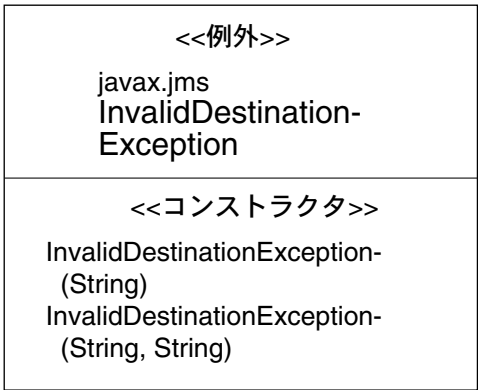 <<例外>>
javax.jms
InvalidDestination-
Exception
<<コンストラクタ>>
InvalidDestinationException-
(String)
InvalidDestinationException-
(String, String)